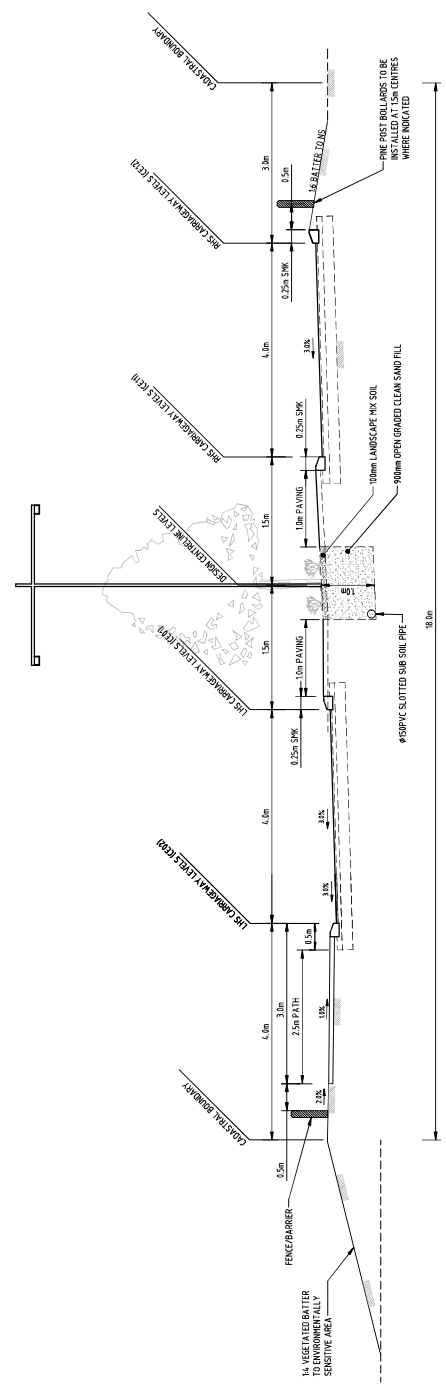 CADASTRAL BOUNDARY
LHS CARRIAGEWAY LEVELS (CE02)
LHS CARRIAGEWAY LEVELS (CE01)
DESIGN CENTRELINE LEVELS
RHS CARRIAGEWAY LEVELS (CE11)
RHS CARRIAGEWAY LEVELS (CE12)
CADASTRAL BOUNDARY
4.0m
4.0m
1.5m
1.5m
4.0m
3.0m
0.5m
3.0m
2.5m PATH
0.5m
0.25m SMK
1.0m PAVING
1.0m PAVING
0.25m SMK
0.25m SMK
0.5m
FENCE/BARRIER
2.0%
1.0%
3.0%
3.0%
3.0%
1.0m
1:6 BATTER TO NS
1:4 VEGETATED BATTER
TO ENVIRONMENTALLY
SENSITIVE AREA
Ø150PVC SLOTTED SUB SOIL PIPE
100mm LANDSCAPE MIX SOIL
900mm OPEN GRADED CLEAN SAND FILL
PINE POST BOLLARDS TO BE
INSTALLED AT 1.5m CENTRES
WHERE INDICATED
18.0m